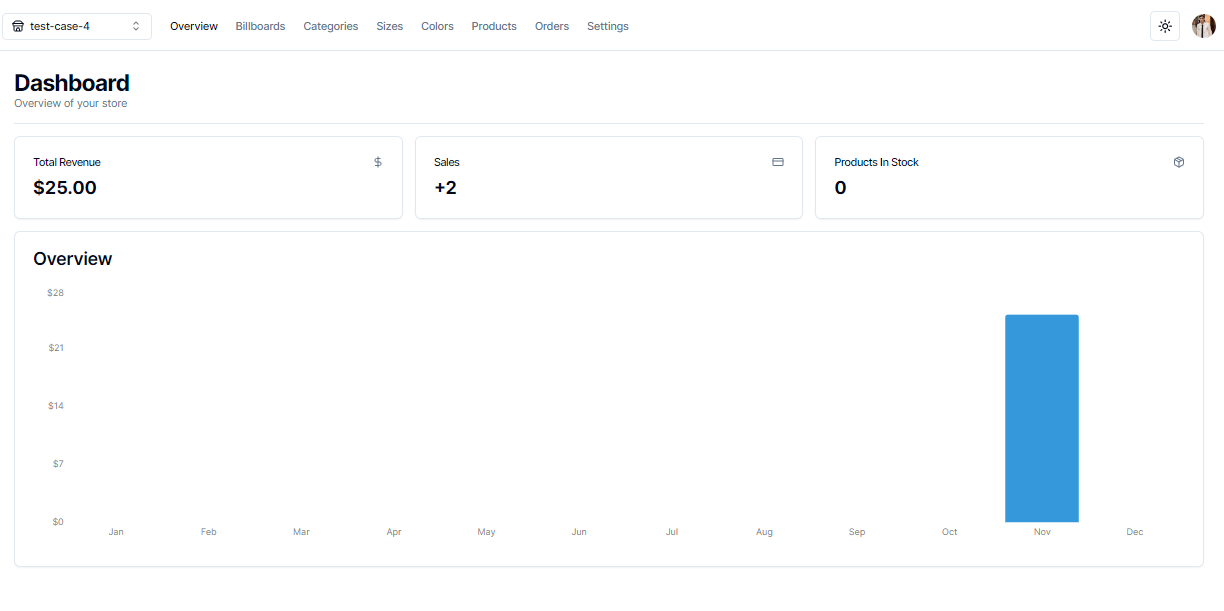 test-case-4 Overview Billboards Categories Sizes Colors Products Orders Settings
Dashboard
Overview of your store
Total Revenue $
$25.00
Sales
+2
Products In Stock
0
Overview
$28
$21
$14
$7
$0
Jan Feb Mar Apr May Jun Jul Aug Sep Oct Nov Dec